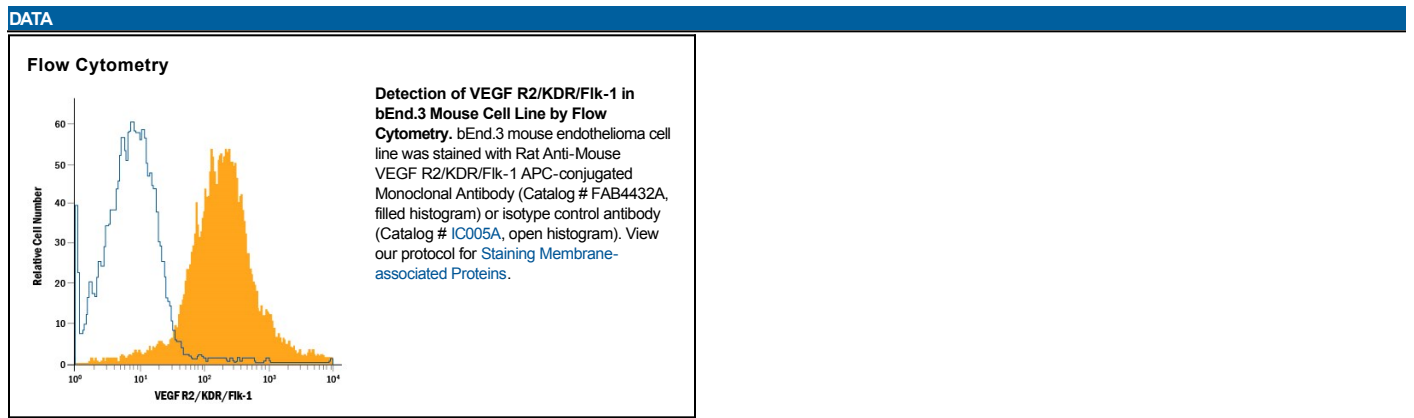 DATA
Flow Cytometry
Detection of VEGF R2/KDR/Flk-1 in
bEnd.3 Mouse Cell Line by Flow
Cytometry. bEnd.3 mouse endothelioma cell
line was stained with Rat Anti-Mouse
VEGF R2/KDR/Flk-1 APC-conjugated
Monoclonal Antibody (Catalog # FAB4432A,
filled histogram) or isotype control antibody
(Catalog # IC005A, open histogram). View
our protocol for Staining Membrane-
associated Proteins.
Relative Cell Number
60
50
40
30
20
10
0
10⁰ 10¹ 10² 10³ 10⁴
VEGF R2/KDR/Flk-1